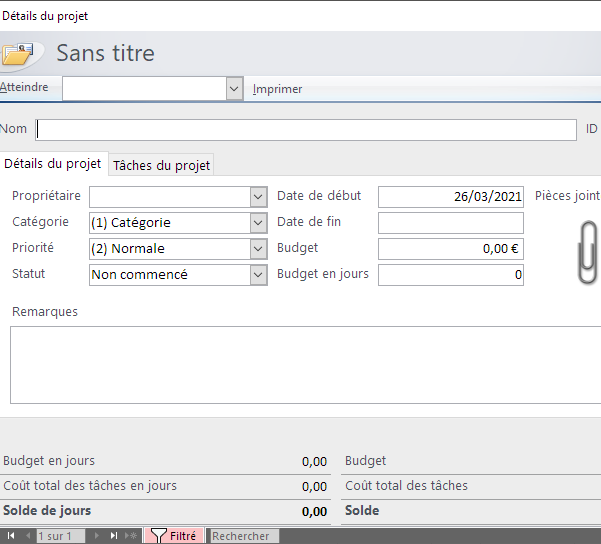 Détails du projet
Sans titre
Atteindre Imprimer
Nom ID
Détails du projet Tâches du projet
Propriétaire Date de début 26/03/2021 Pièces joint
Catégorie (1) Catégorie Date de fin
Priorité (2) Normale Budget 0,00 €
Statut Non commencé Budget en jours 0
Remarques
Budget en jours 0,00 Budget
Coût total des tâches en jours 0,00 Coût total des tâches
Solde de jours 0,00 Solde
1 sur 1 Filtré Rechercher